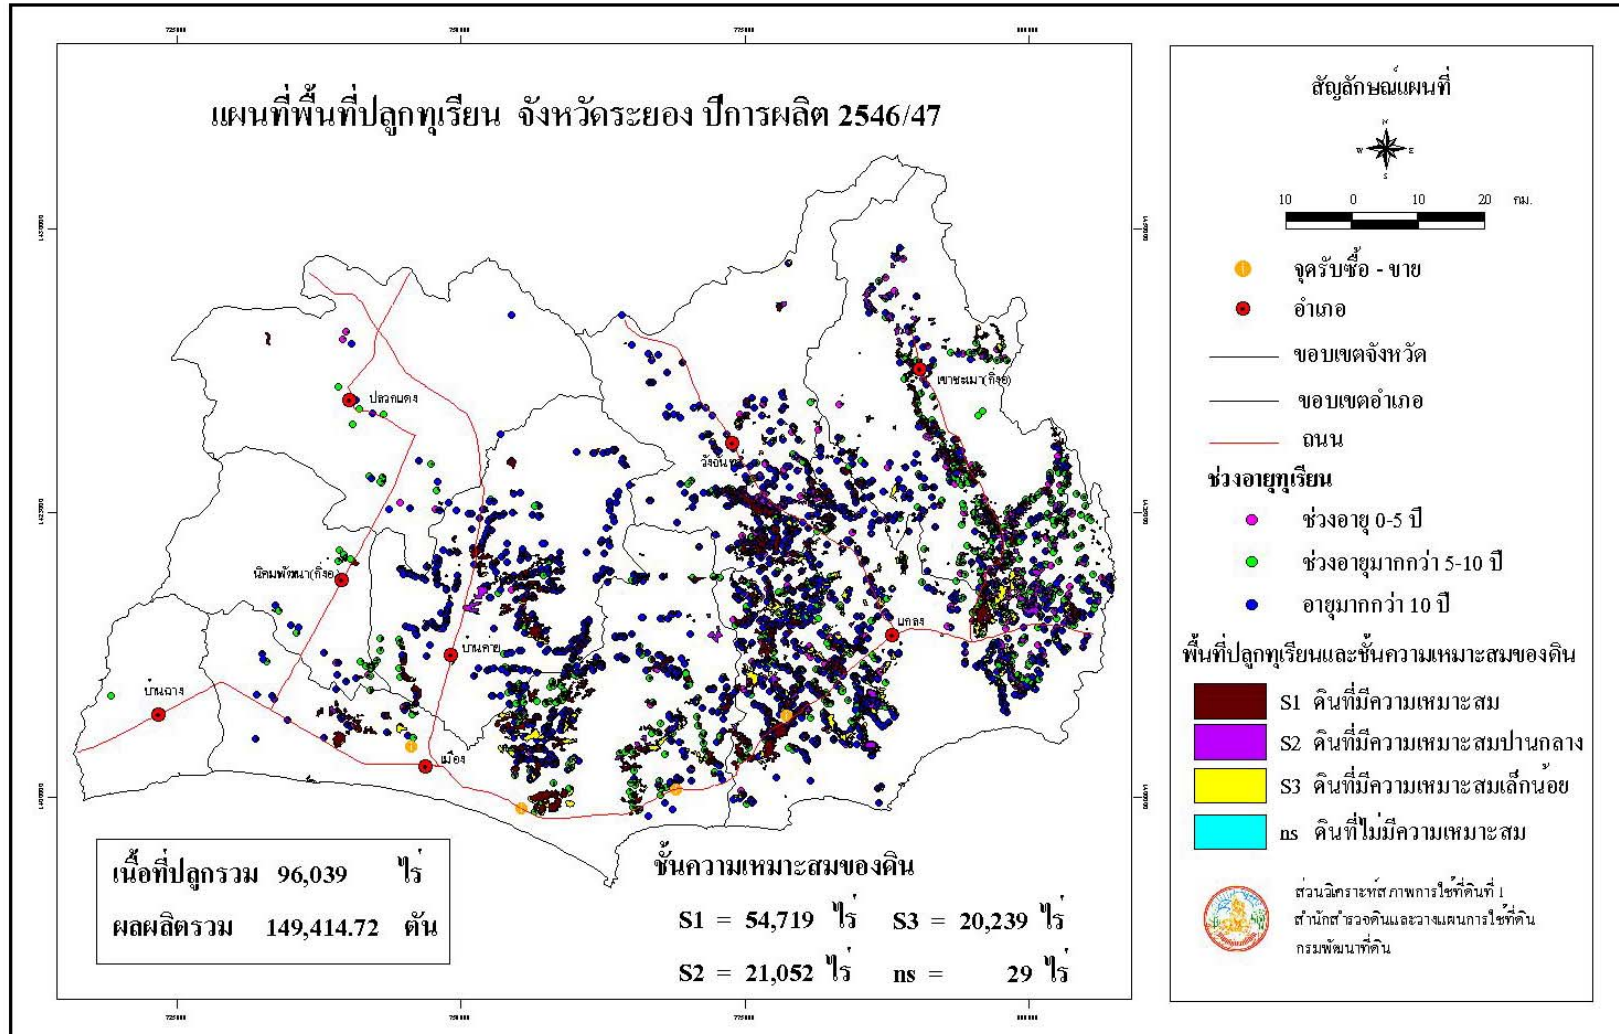 725000 750000 775000 800000
แผนที่พื้นที่ปลูกทุเรียน จังหวัดระยอง ปีการผลิต 2546/47
1450000 1450000
1425000 1425000
1400000 1400000
ปลวกแดง
เขาชะเมา(กิ่งอ)
วังจันทร์
นิคมพัฒนา(กิ่งอ)
แกลง
บ้านค่าย
บ้านฉาง
เมือง
เนื้อที่ปลูกรวม 96,039 ไร่
ผลผลิตรวม 149,414.72 ตัน
ชั้นความเหมาะสมของดิน
S1 = 54,719 ไร่ S3 = 20,239 ไร่
S2 = 21,052 ไร่ ns = 29 ไร่
725000 750000 775000 800000
สัญลักษณ์แผนที่
N
W E
S
10 0 10 20 กม.
จุดรับซื้อ - ขาย
อำเภอ
ขอบเขตจังหวัด
ขอบเขตอำเภอ
ถนน
ช่วงอายุทุเรียน
ช่วงอายุ 0-5 ปี
ช่วงอายุมากกว่า 5-10 ปี
อายุมากกว่า 10 ปี
พื้นที่ปลูกทุเรียนและชั้นความเหมาะสมของดิน
S1 ดินที่มีความเหมาะสม
S2 ดินที่มีความเหมาะสมปานกลาง
S3 ดินที่มีความเหมาะสมเล็กน้อย
ns ดินที่ไม่มีความเหมาะสม
ส่วนวิเคราะห์สภาพการใช้ที่ดินที่ 1
สำนักสำรวจดินและวางแผนการใช้ที่ดิน
กรมพัฒนาที่ดิน